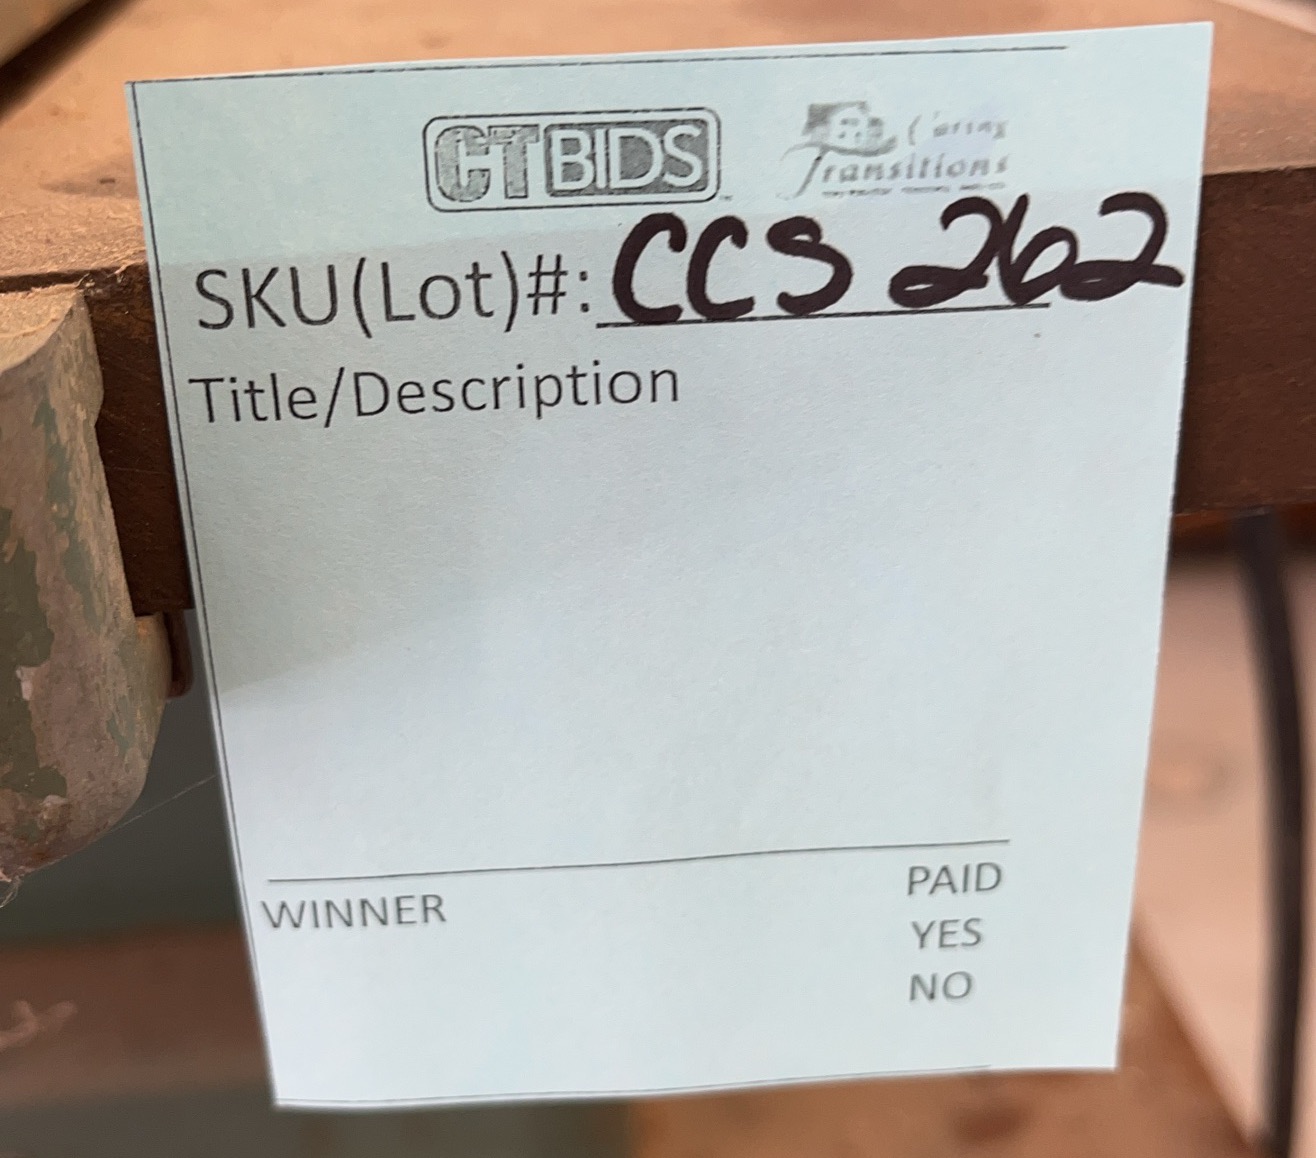 CTBIDS
Caring
Transitions
SKU(Lot)#: CCS 262
Title/Description
WINNER
PAID
YES
NO